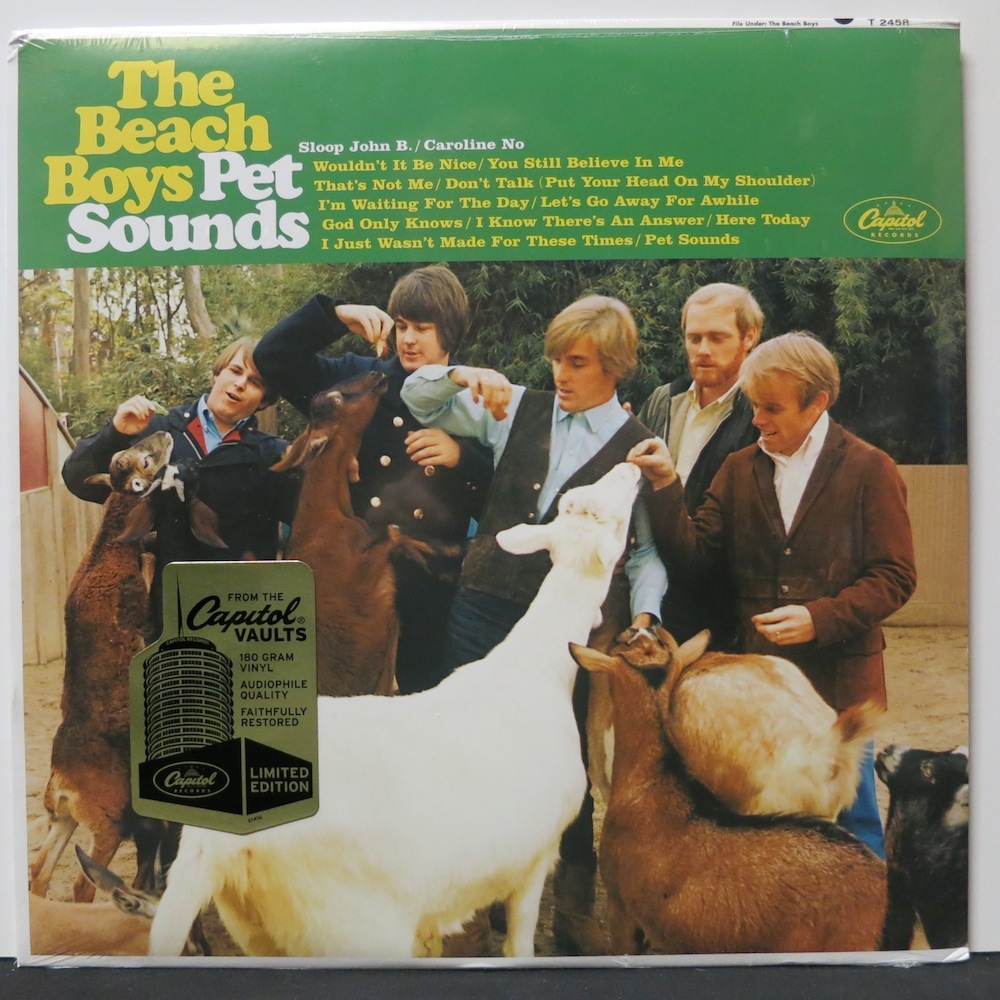 File Under: The Beach Boys T 2458
The
Beach
Boys Pet
Sounds
Sloop John B./Caroline No
Wouldn't It Be Nice/You Still Believe In Me
That's Not Me/Don't Talk (Put Your Head On My Shoulder)
I'm Waiting For The Day/Let's Go Away For Awhile
God Only Knows/I Know There's An Answer/Here Today
I Just Wasn't Made For These Times/Pet Sounds
Capitol
RECORDS
FROM THE
Capitol®
VAULTS
CAPITOL RECORDS
180 GRAM
VINYL
AUDIOPHILE
QUALITY
FAITHFULLY
RESTORED
Capitol
RECORDS
LIMITED
EDITION